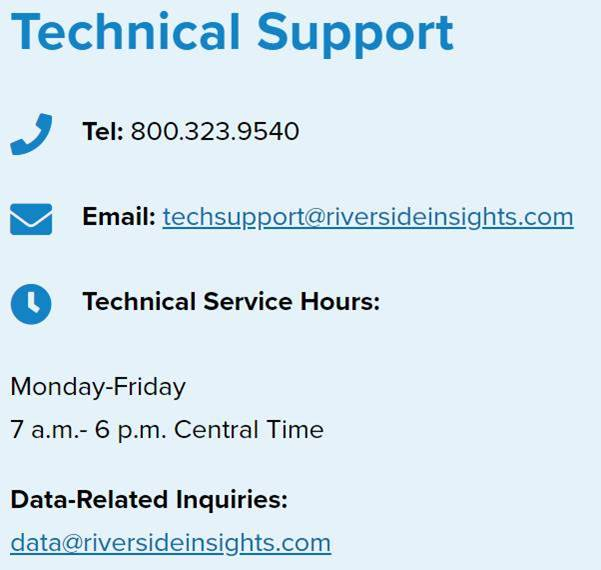 Technical Support
Tel: 800.323.9540
Email: techsupport@riversideinsights.com
Technical Service Hours:
Monday-Friday
7 a.m.- 6 p.m. Central Time
Data-Related Inquiries:
data@riversideinsights.com